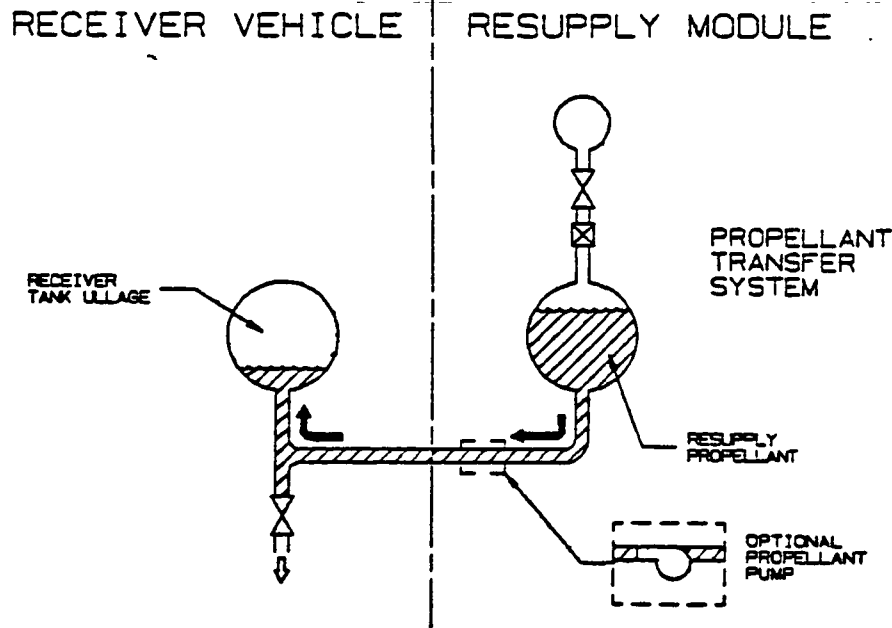 RECEIVER VEHICLE
RESUPPLY MODULE
PROPELLANT
TRANSFER
SYSTEM
RECEIVER
TANK ULLAGE
RESUPPLY
PROPELLANT
OPTIONAL
PROPELLANT
PUMP